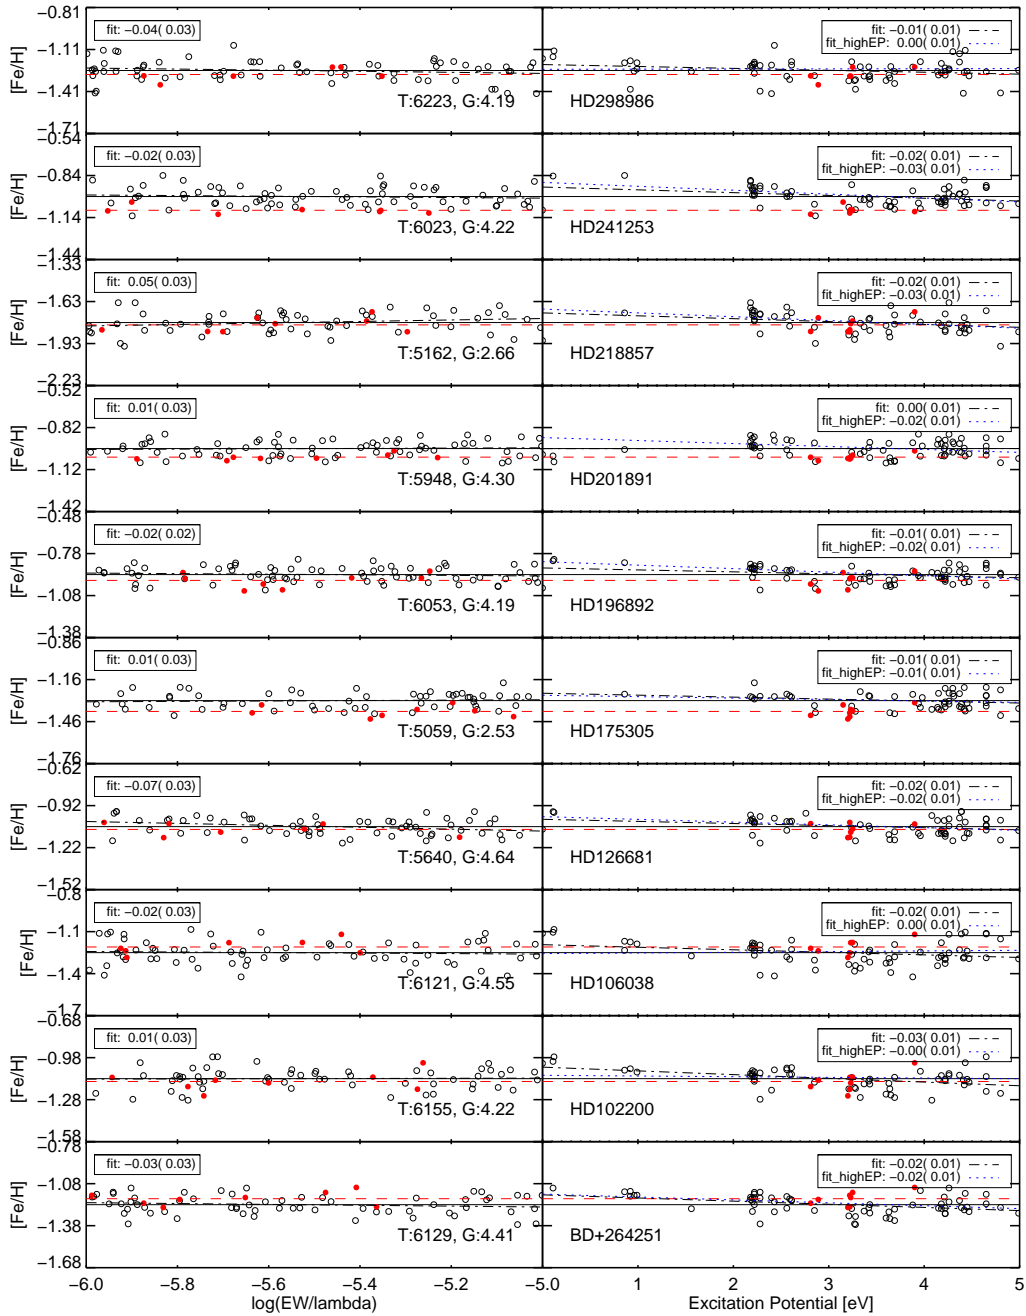 −0.81
fit: −0.04( 0.03)
fit: −0.01( 0.01)
fit_highEP: 0.00( 0.01)
−1.11
[Fe/H]
−1.41
T:6223, G:4.19
HD298986
−1.71
−0.54
fit: −0.02( 0.03)
fit: −0.02( 0.01)
fit_highEP: −0.03( 0.01)
−0.84
[Fe/H]
−1.14
T:6023, G:4.22
HD241253
−1.44
−1.33
fit: 0.05( 0.03)
fit: −0.02( 0.01)
fit_highEP: −0.03( 0.01)
−1.63
[Fe/H]
−1.93
T:5162, G:2.66
HD218857
−2.23
−0.52
fit: 0.01( 0.03)
fit: 0.00( 0.01)
fit_highEP: −0.02( 0.01)
−0.82
[Fe/H]
−1.12
T:5948, G:4.30
HD201891
−1.42
−0.48
fit: −0.02( 0.02)
fit: −0.01( 0.01)
fit_highEP: −0.02( 0.01)
−0.78
[Fe/H]
−1.08
T:6053, G:4.19
HD196892
−1.38
−0.86
fit: 0.01( 0.03)
fit: −0.01( 0.01)
fit_highEP: −0.01( 0.01)
−1.16
[Fe/H]
−1.46
T:5059, G:2.53
HD175305
−1.76
−0.62
fit: −0.07( 0.03)
fit: −0.02( 0.01)
fit_highEP: −0.02( 0.01)
−0.92
[Fe/H]
−1.22
T:5640, G:4.64
HD126681
−1.52
−0.8
fit: −0.02( 0.03)
fit: −0.02( 0.01)
fit_highEP: 0.00( 0.01)
−1.1
[Fe/H]
−1.4
T:6121, G:4.55
HD106038
−1.7
−0.68
fit: 0.01( 0.03)
fit: −0.03( 0.01)
fit_highEP: −0.00( 0.01)
−0.98
[Fe/H]
−1.28
T:6155, G:4.22
HD102200
−1.58
−0.78
fit: −0.03( 0.03)
fit: −0.02( 0.01)
fit_highEP: −0.02( 0.01)
−1.08
[Fe/H]
−1.38
T:6129, G:4.41
BD+264251
−1.68
−6.0 −5.8 −5.6 −5.4 −5.2 −5.0 1 2 3 4 5
log(EW/lambda) Excitation Potential [eV]